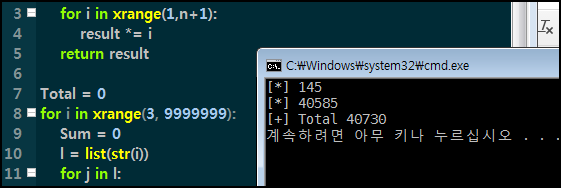 3 for i in xrange(1,n+1):
4 result *= i
5 return result
6
7 Total = 0
8 for i in xrange(3, 9999999):
9 Sum = 0
10 l = list(str(i))
11 for j in l:
C:\Windows\system32\cmd.exe
[*] 145
[*] 40585
[+] Total 40730
계속하려면 아무 키나 누르십시오 . . .